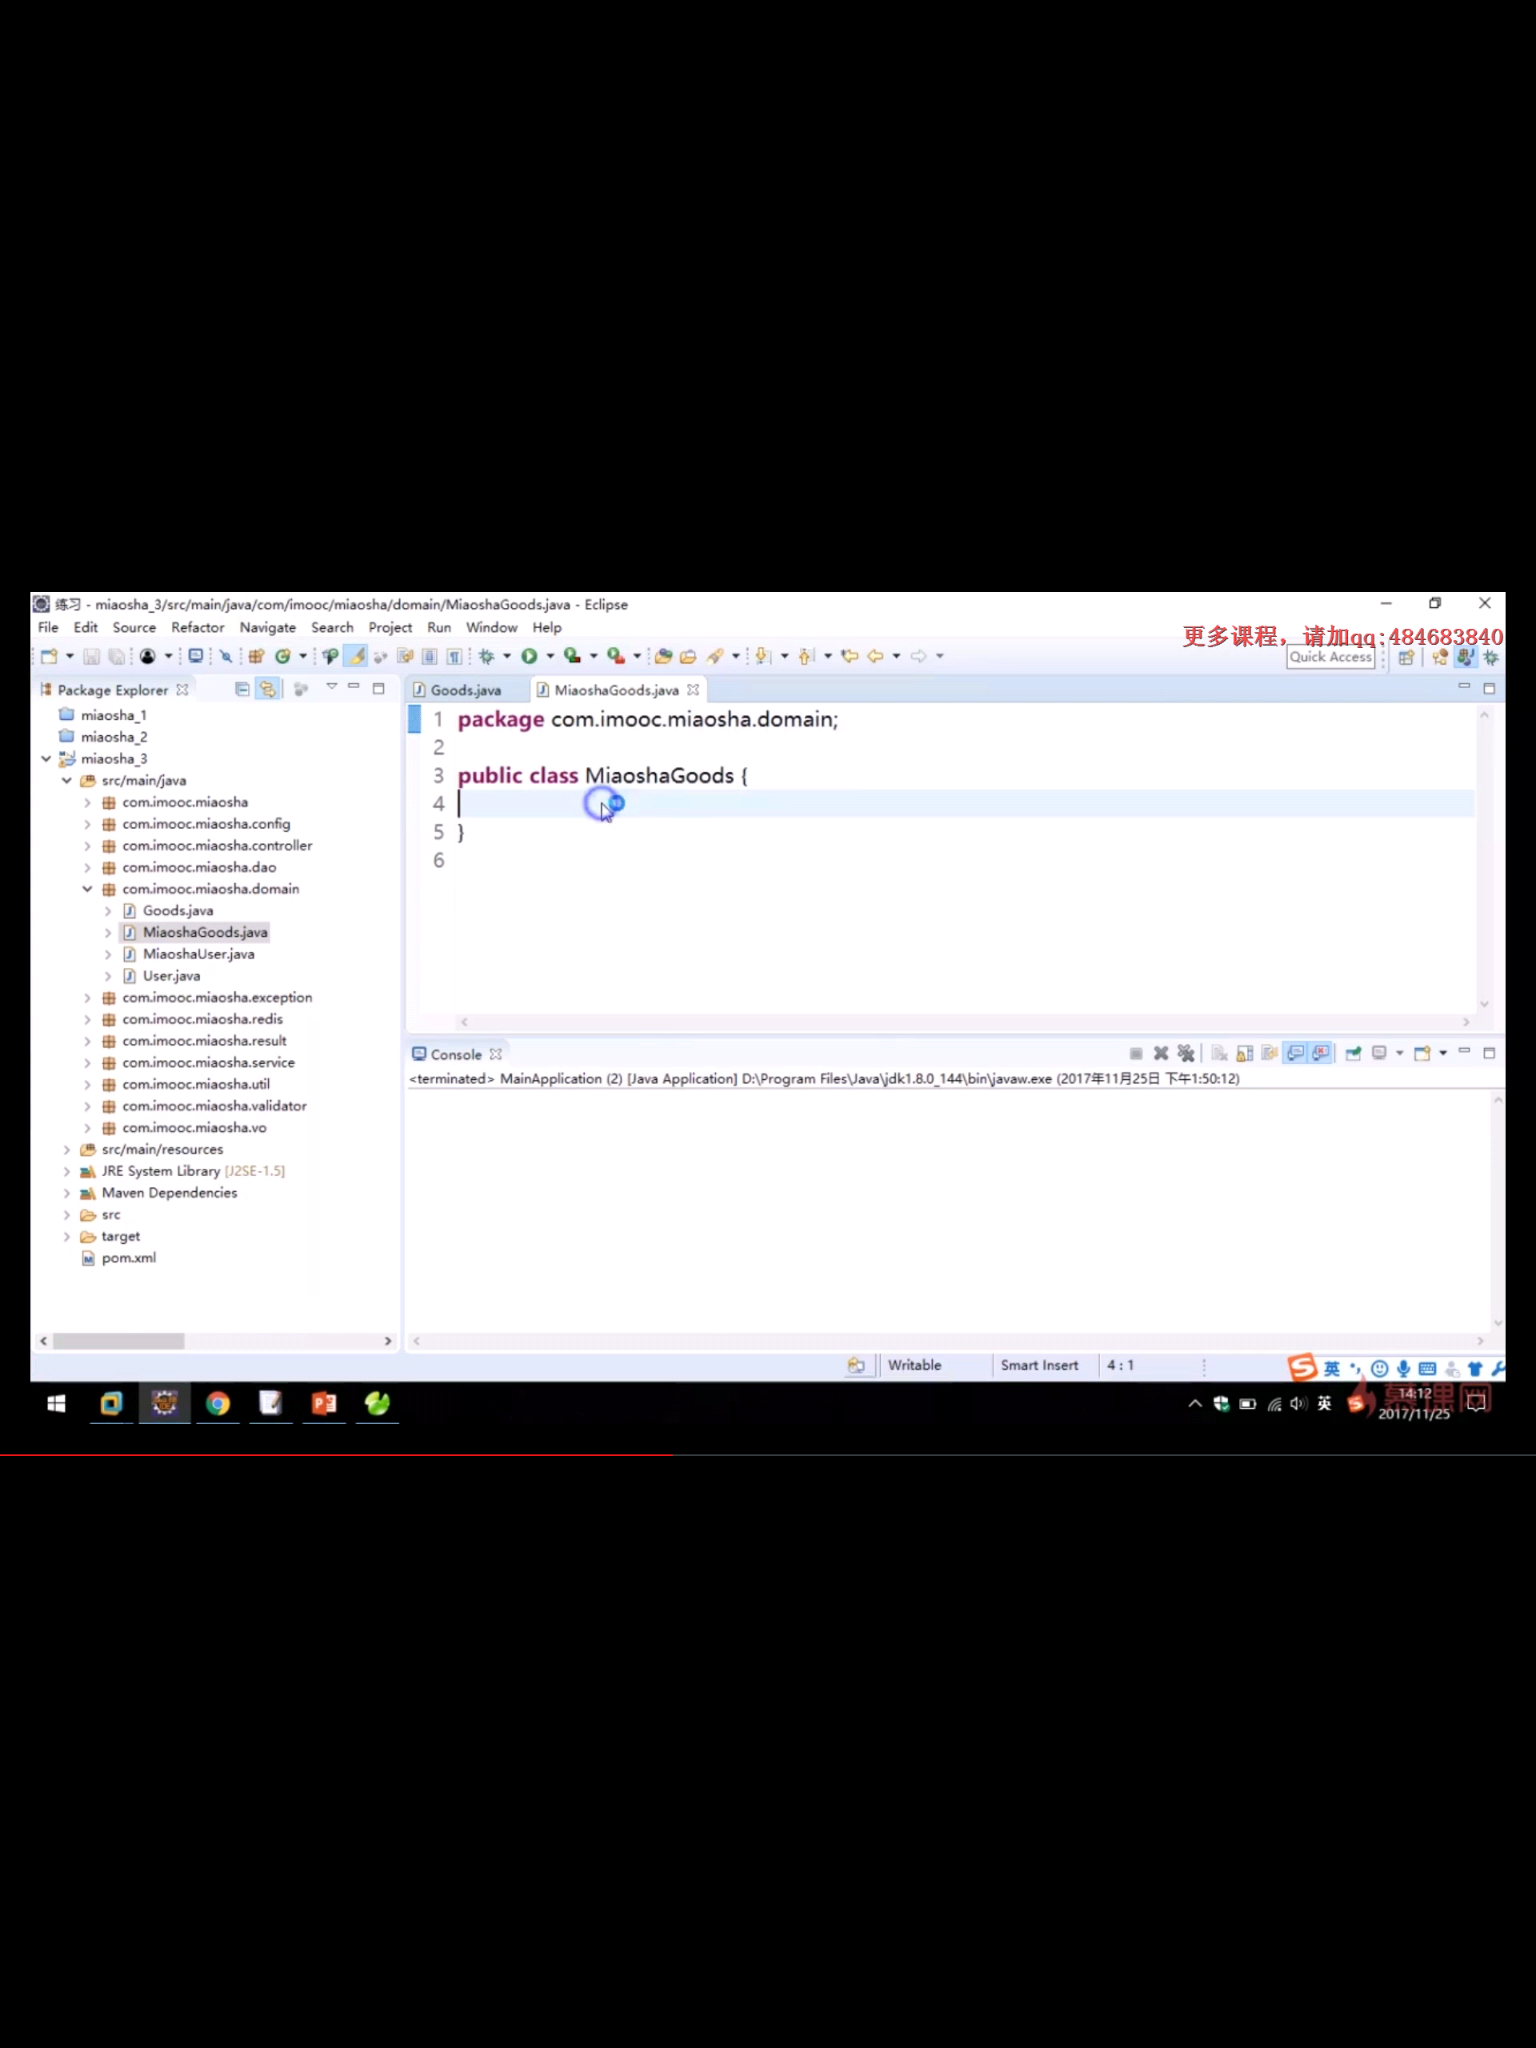 练习 - miaosha_3/src/main/java/com/imooc/miaosha/domain/MiaoshaGoods.java - Eclipse
File Edit Source Refactor Navigate Search Project Run Window Help
更多课程，请加qq:484683840
Quick Access
Package Explorer
miaosha_1
miaosha_2
miaosha_3
src/main/java
com.imooc.miaosha
com.imooc.miaosha.config
com.imooc.miaosha.controller
com.imooc.miaosha.dao
com.imooc.miaosha.domain
Goods.java
MiaoshaGoods.java
MiaoshaUser.java
User.java
com.imooc.miaosha.exception
com.imooc.miaosha.redis
com.imooc.miaosha.result
com.imooc.miaosha.service
com.imooc.miaosha.util
com.imooc.miaosha.validator
com.imooc.miaosha.vo
src/main/resources
JRE System Library [J2SE-1.5]
Maven Dependencies
src
target
pom.xml
Goods.java MiaoshaGoods.java
1 package com.imooc.miaosha.domain;
2
3 public class MiaoshaGoods {
4
5 }
6
Console
<terminated> MainApplication (2) [Java Application] D:\Program Files\Java\jdk1.8.0_144\bin\javaw.exe (2017年11月25日 下午1:50:12)
Writable Smart Insert 4 : 1
英
英
慕课网
14:12
2017/11/25